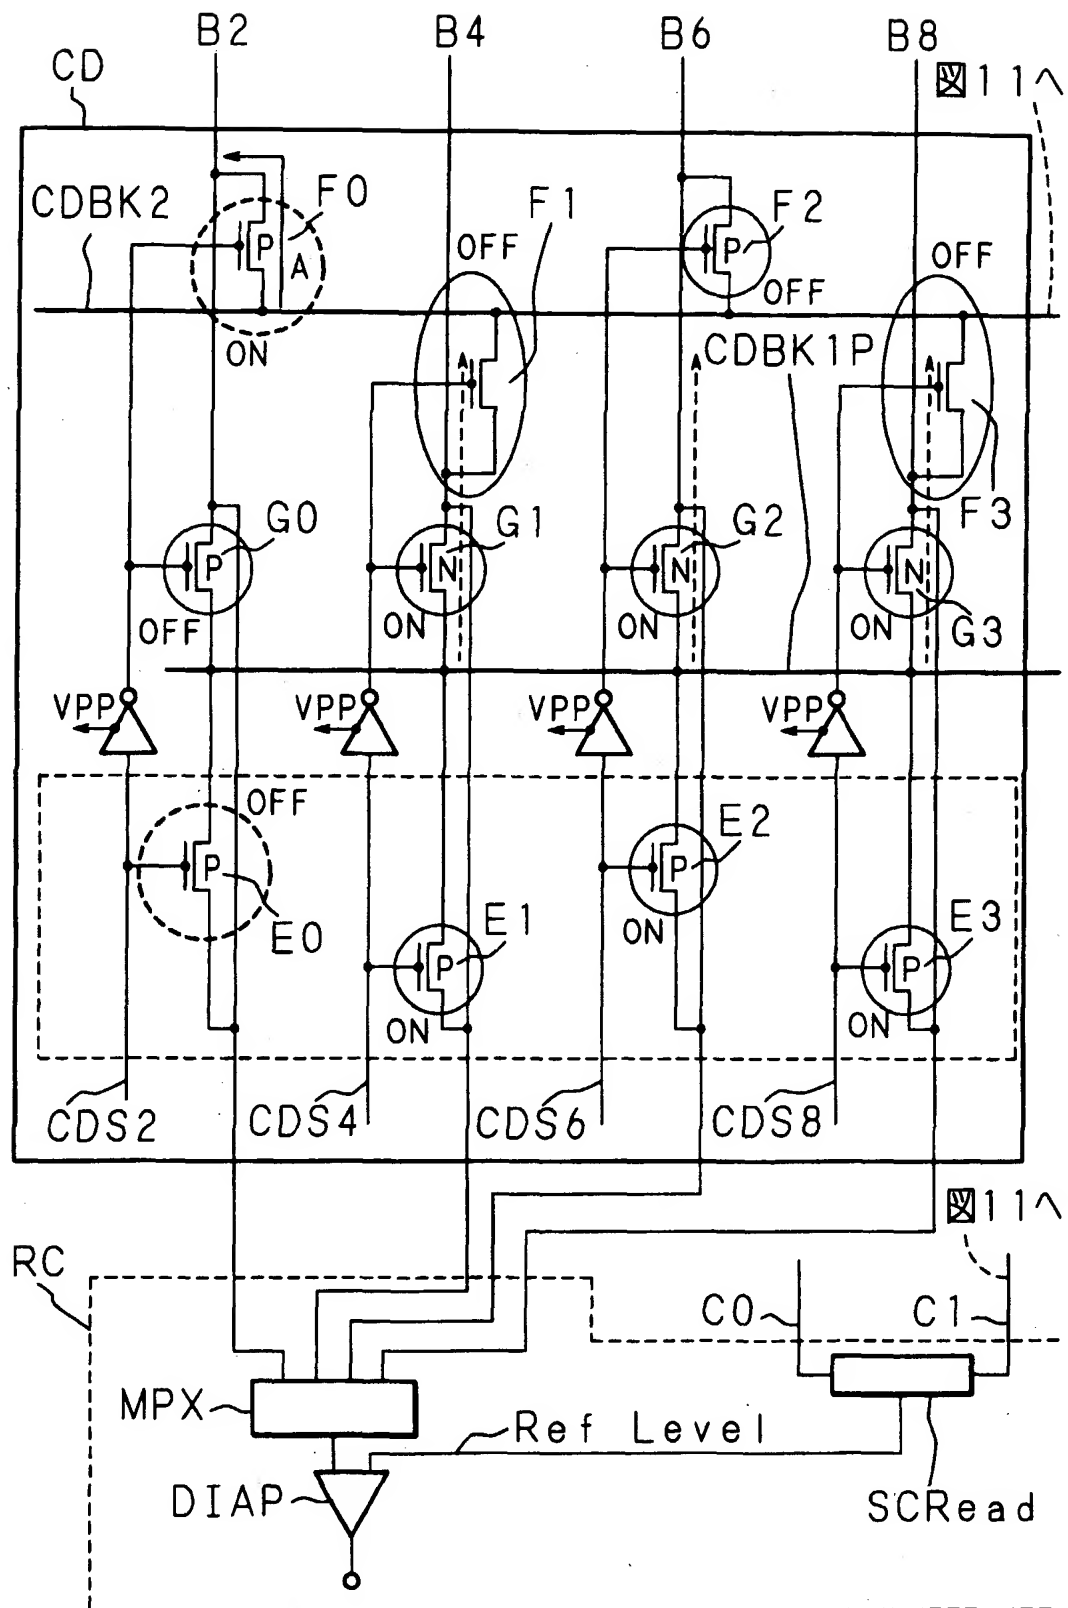 B2
B4
B6
B8
CD
図11へ
CDBK2
F0
F1
F2
P
P
A
OFF
OFF
OFF
ON
CDBK1P
G0
G1
G2
F3
P
N
N
N
OFF
ON
ON
ON
G3
VPP
VPP
VPP
VPP
OFF
E2
P
P
E0
E1
ON
E3
P
P
ON
ON
CDS2
CDS4
CDS6
CDS8
図11へ
RC
C0
C1
MPX
Ref Level
DIAP
SCRead